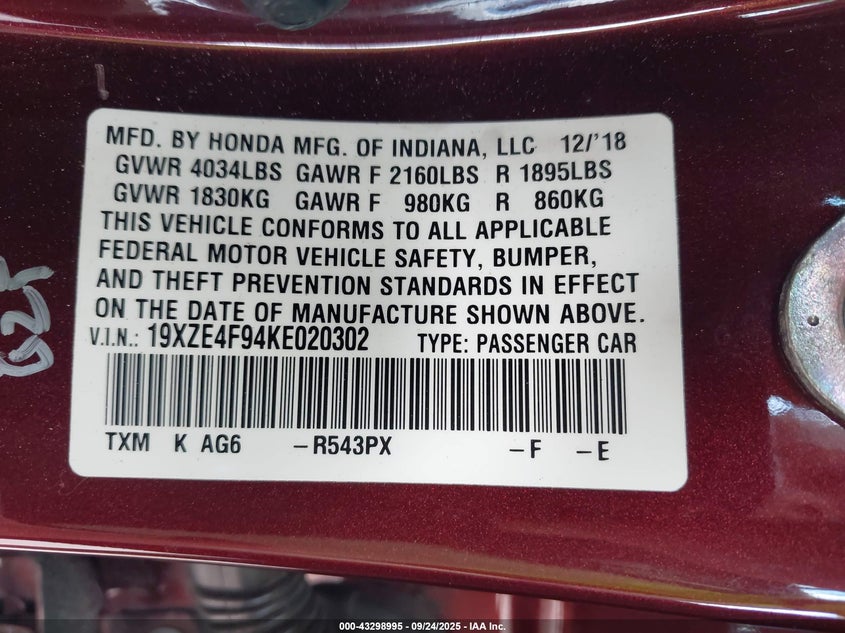 MFD. BY HONDA MFG. OF INDIANA, LLC 12/'18
GVWR 4034LBS GAWR F 2160LBS R 1895LBS
GVWR 1830KG GAWR F 980KG R 860KG
THIS VEHICLE CONFORMS TO ALL APPLICABLE
FEDERAL MOTOR VEHICLE SAFETY, BUMPER,
AND THEFT PREVENTION STANDARDS IN EFFECT
ON THE DATE OF MANUFACTURE SHOWN ABOVE.
V.I.N.: 19XZE4F94KE020302 TYPE: PASSENGER CAR
TXM K AG6 –R543PX –F –E
000-43298995 - 09/24/2025 - IAA Inc.